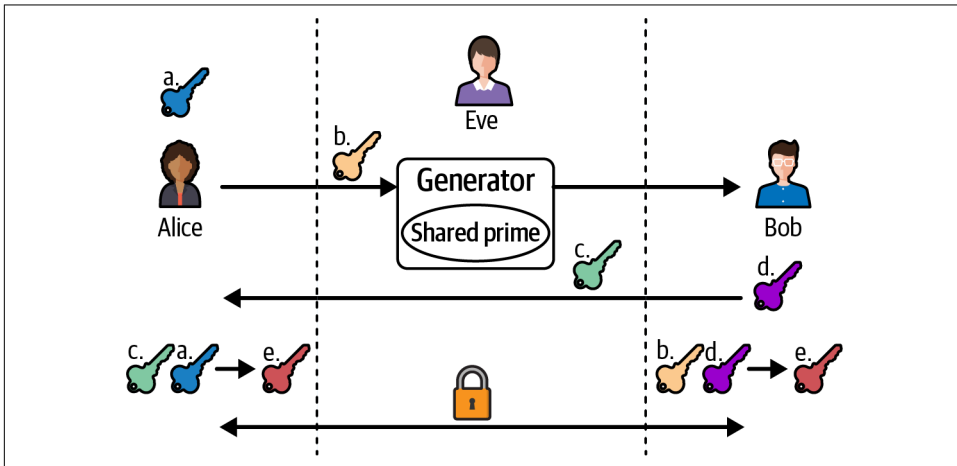 a.
Eve
b.
Generator
Shared prime
Alice
Bob
c.
d.
c. a. e.
b. d. e.